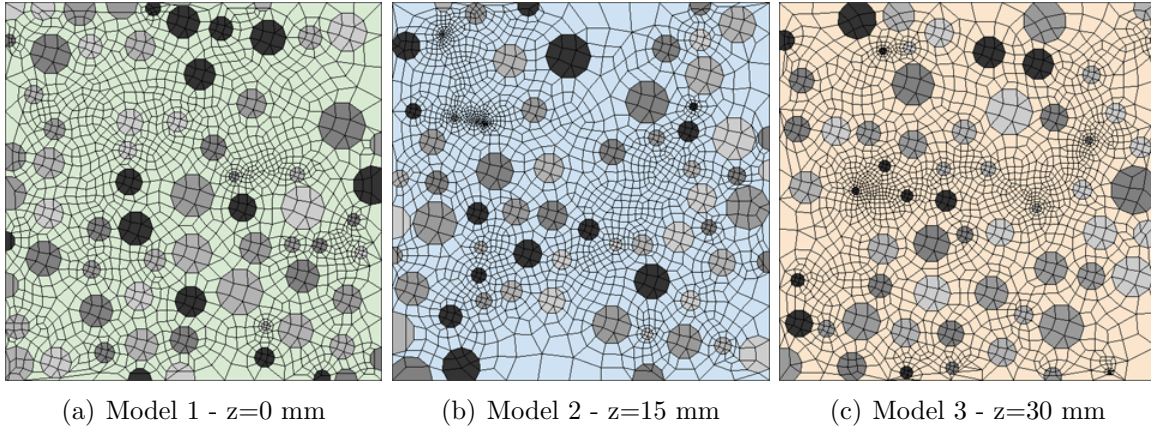 (a) Model 1 - z=0 mm
(b) Model 2 - z=15 mm
(c) Model 3 - z=30 mm